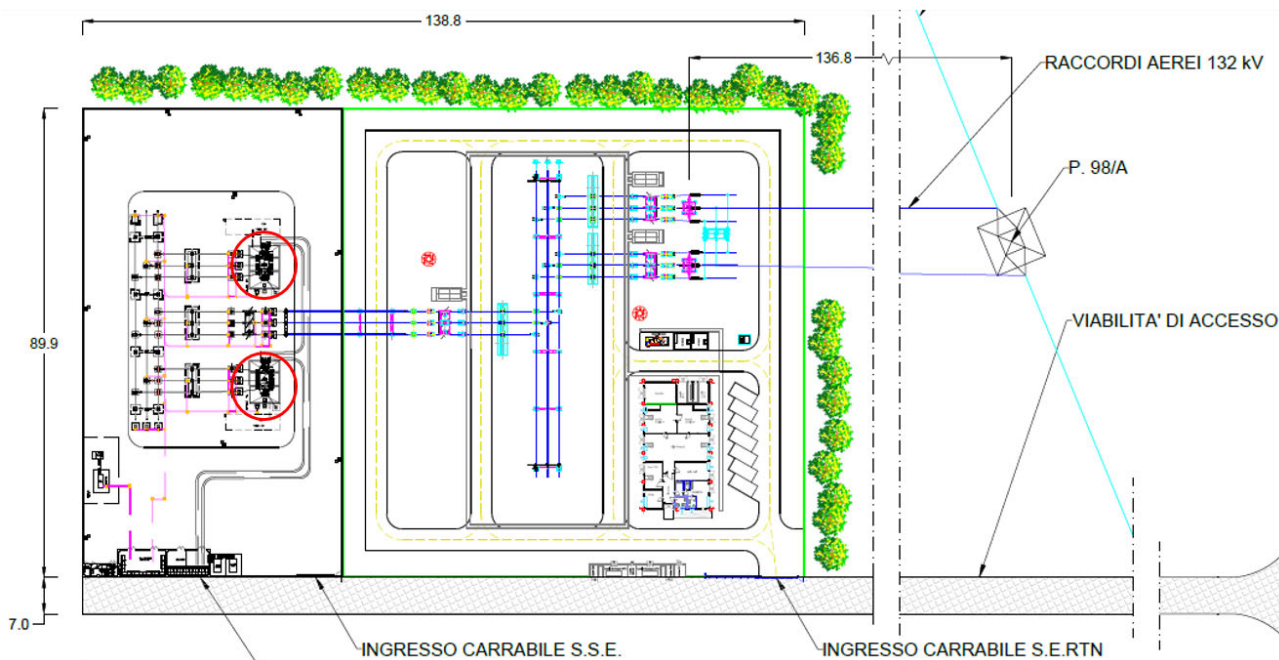 138.8
136.8
RACCORDI AEREI 132 kV
P. 98/A
89.9
VIABILITA' DI ACCESSO
7.0
INGRESSO CARRABILE S.S.E.
INGRESSO CARRABILE S.E.RTN